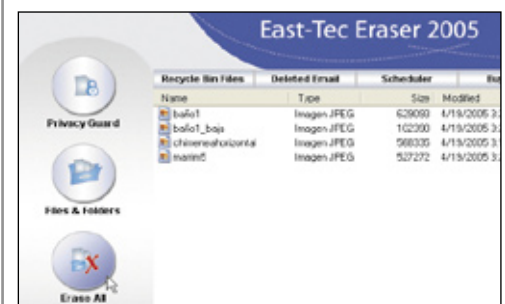 East-Tec Eraser 2005
Recycle Bin Files Deleted Email Scheduler
Name Type Size Modified
baño1 Imagen JPEG 629093 4/19/2005
baño1_baja Imagen JPEG 102393 4/19/2005
chimeneahorizontal Imagen JPEG 568335 4/19/2005
marim5 Imagen JPEG 527272 4/19/2005
Privacy Guard
Files & Folders
Erase All